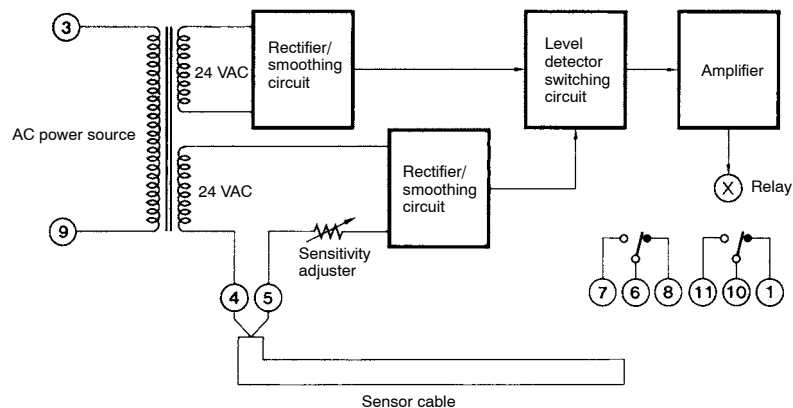 3
AC power source
9
24 VAC
24 VAC
Rectifier/
smoothing
circuit
Rectifier/
smoothing
circuit
Level
detector
switching
circuit
Amplifier
X
Relay
Sensitivity
adjuster
4
5
7
6
8
11
10
1
Sensor cable